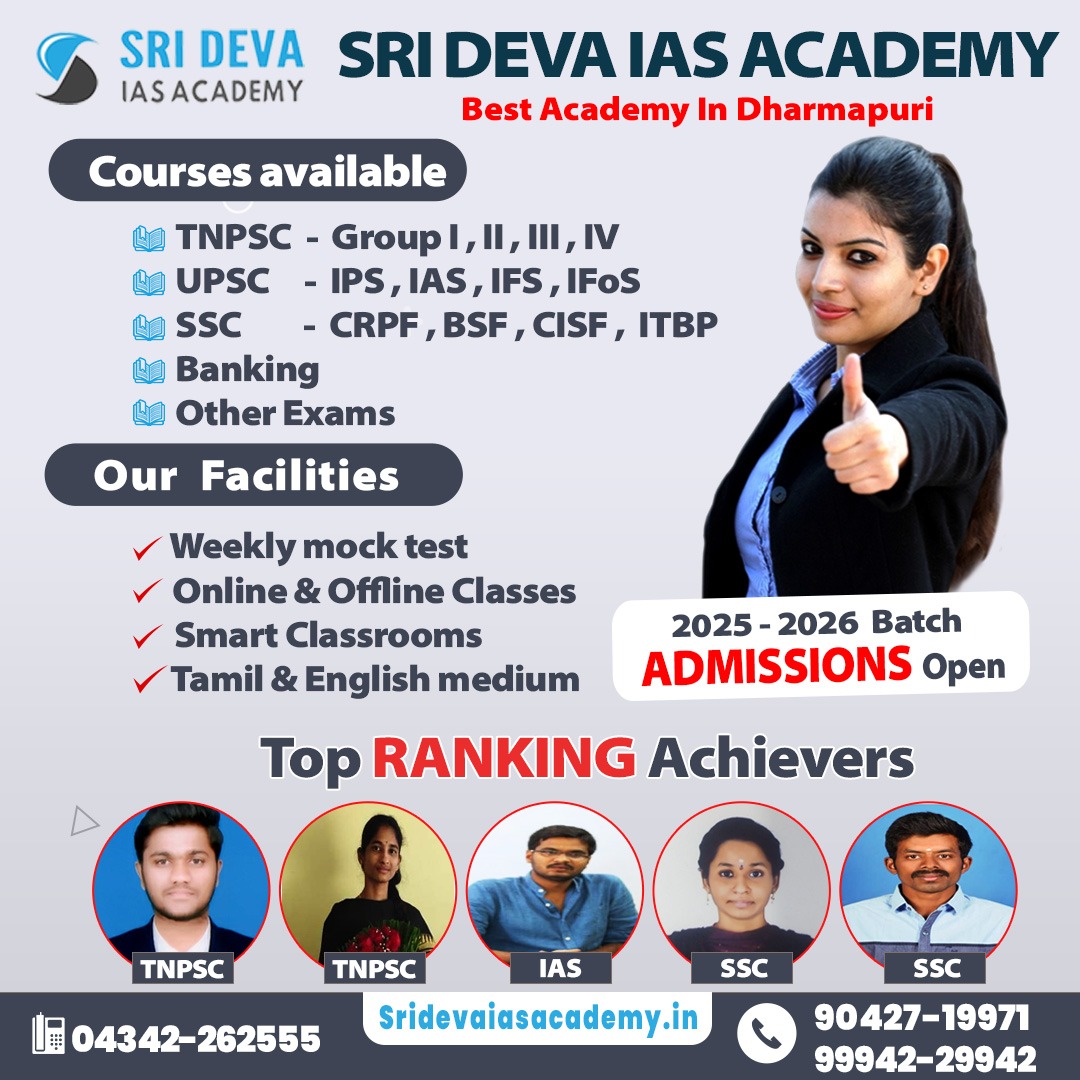 SRI DEVA
IAS ACADEMY
SRI DEVA IAS ACADEMY
Best Academy In Dharmapuri
Courses available
TNPSC - Group I , II , III , IV
UPSC - IPS , IAS , IFS , IFoS
SSC - CRPF , BSF , CISF , ITBP
Banking
Other Exams
Our Facilities
Weekly mock test
Online & Offline Classes
Smart Classrooms
Tamil & English medium
2025 - 2026 Batch
ADMISSIONS Open
Top RANKING Achievers
TNPSC
TNPSC
IAS
SSC
SSC
04342-262555
Sridevaiasacademy.in
90427-19971
99942-29942